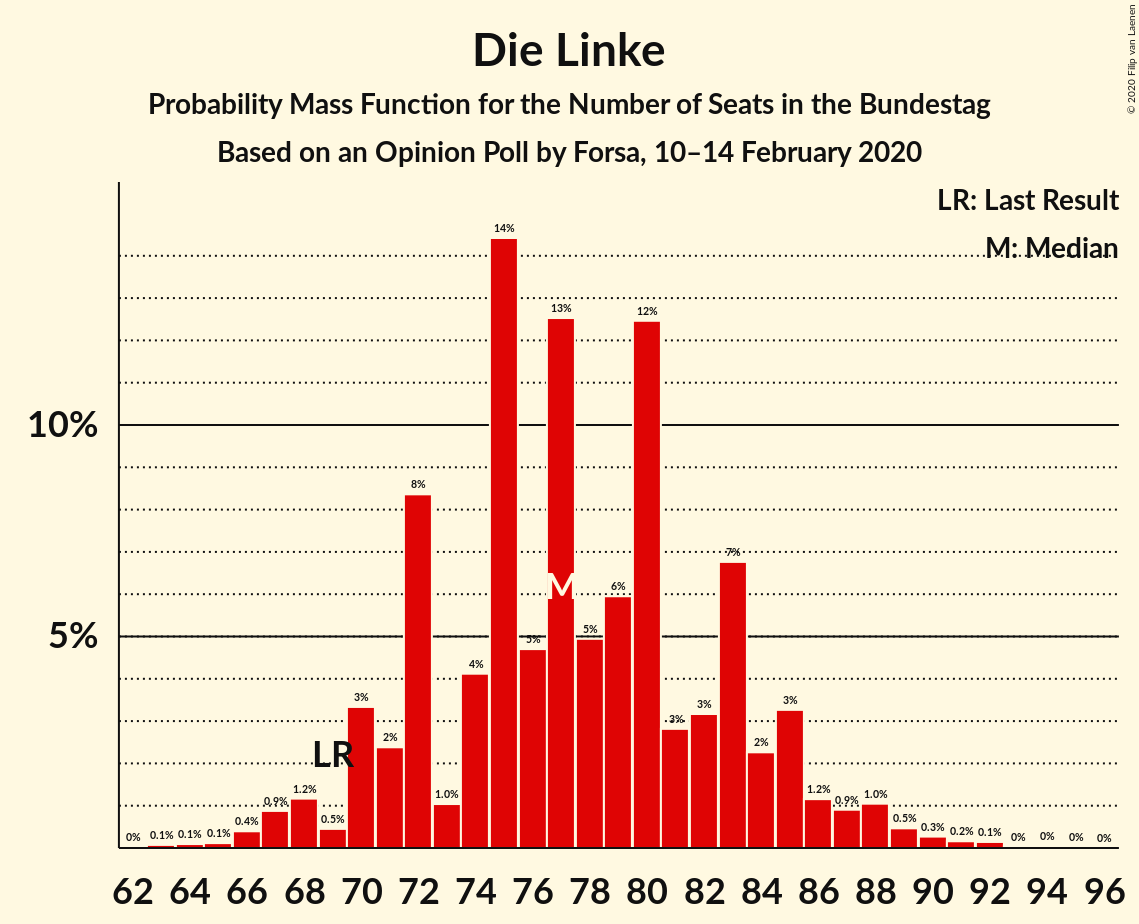 © 2020 Filip van Laenen
Die Linke
Probability Mass Function for the Number of Seats in the Bundestag
Based on an Opinion Poll by Forsa, 10–14 February 2020
LR: Last Result
M: Median
10%
5%
0% 0.1% 0.1% 0.1% 0.4% 0.9% 1.2% 0.5% 3% 2% 8% 1.0% 4% 14% 5% 13% 5% 6% 12% 3% 3% 7% 2% 3% 1.2% 0.9% 1.0% 0.5% 0.3% 0.2% 0.1% 0% 0% 0% 0%
M
LR
62 64 66 68 70 72 74 76 78 80 82 84 86 88 90 92 94 96